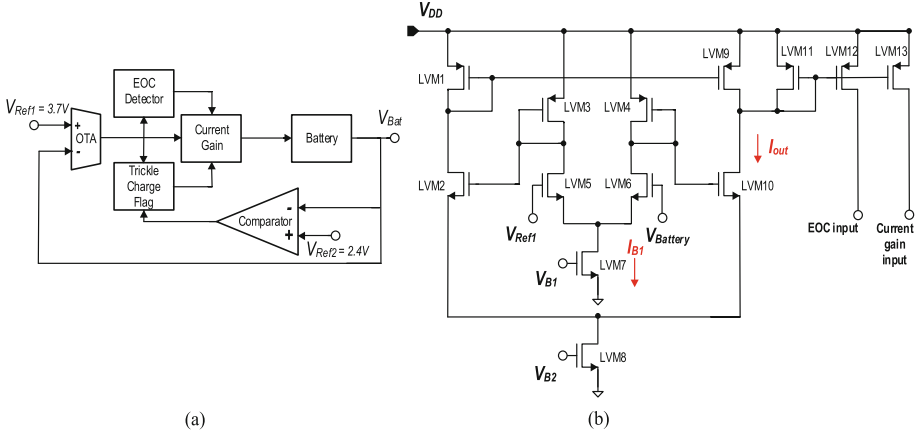 EOC
Detector
V_Ref1 = 3.7V
+
OTA
-
Current
Gain
Battery
V_Bat
Trickle
Charge
Flag
Comparator
-
+
V_Ref2 = 2.4V
(a)
V_DD
LVM1
LVM9
LVM11
LVM12
LVM13
LVM3
LVM4
I_out
LVM2
LVM5
LVM6
LVM10
V_Ref1
V_Battery
EOC input
Current
gain
input
I_B1
V_B1
LVM7
V_B2
LVM8
(b)